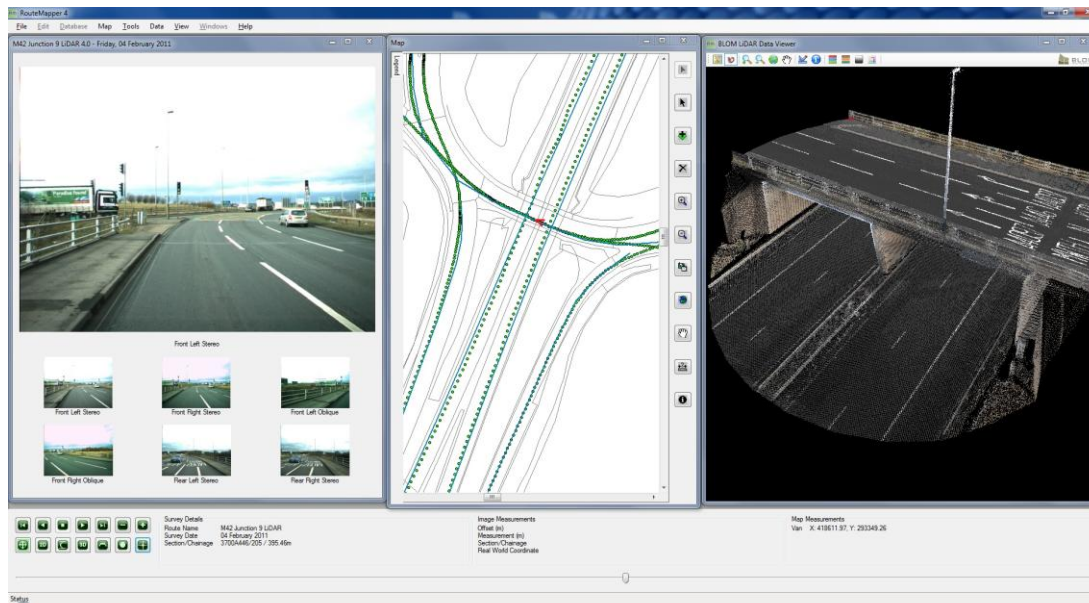 RouteMapper 4
File Edit Database Map Tools Data View Windows Help
M42 Junction 9 LiDAR 4.0 - Friday, 04 February 2011
Front Left Stereo
Front Left Stereo
Front Right Stereo
Front Left Oblique
Front Right Oblique
Rear Left Stereo
Rear Right Stereo
Map
Legend
BLOM LiDAR Data Viewer
BLOM
Survey Details
Route Name M42 Junction 9 LiDAR
Survey Date 04 February 2011
Section/Chainage 3700A446/205 / 395.46m
Image Measurements
Offset (m)
Measurement (m)
Section/Chainage
Real World Coordinate
Map Measurements
Van X: 418611.97, Y: 293349.26
Status